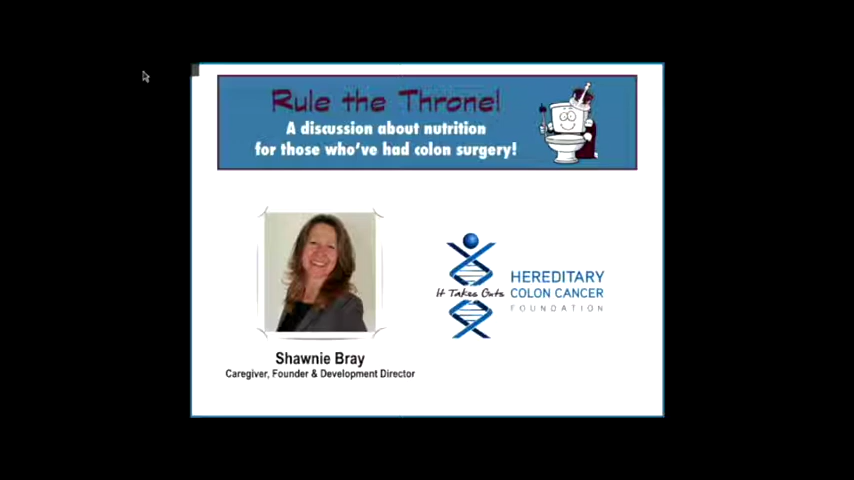 Rule the Throne!
A discussion about nutrition
for those who've had colon surgery!
It Takes Guts
HEREDITARY
COLON CANCER
FOUNDATION
Shawnie Bray
Caregiver, Founder & Development Director